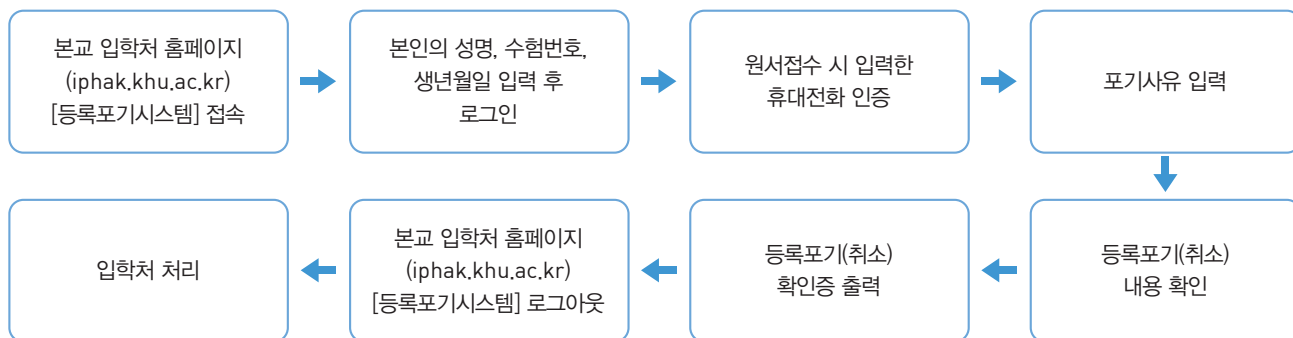 본교 입학처 홈페이지
(iphak.khu.ac.kr)
[등록포기시스템] 접속
본인의 성명, 수험번호,
생년월일 입력 후
로그인
원서접수 시 입력한
휴대전화 인증
포기사유 입력
등록포기(취소)
내용 확인
등록포기(취소)
확인증 출력
본교 입학처 홈페이지
(iphak.khu.ac.kr)
[등록포기시스템] 로그아웃
입학처 처리